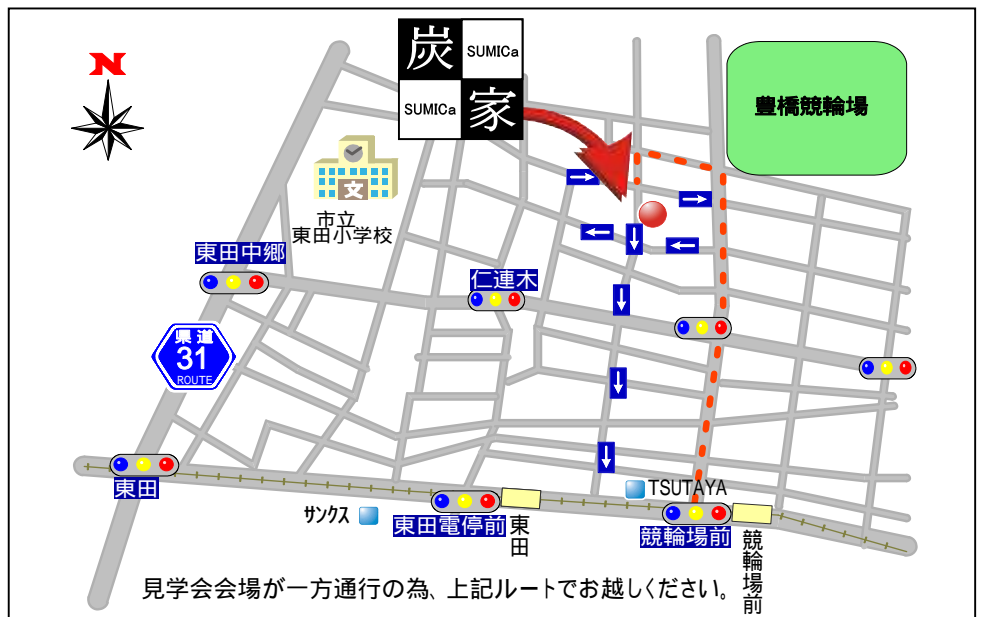 炭 SUMICa
SUMICa 家
N
豊橋競輪場
文
市立
東田小学校
東田中郷
仁連木
県道
31
ROUTE
東田
サンクス
東田電停前
東田
TSUTAYA
競輪場前
競輪場前
見学会会場が一方通行の為、上記ルートでお越しください。